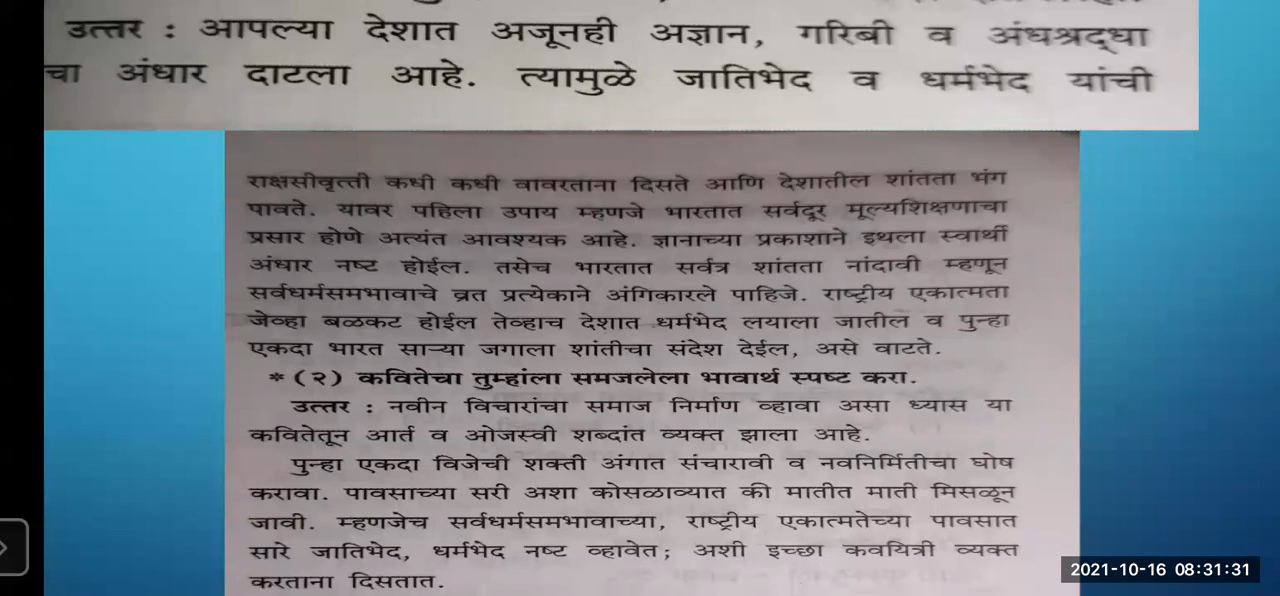 उत्तर : आपल्या देशात अजूनही अज्ञान, गरिबी व अंधश्रद्धा
चा अंधार दाटला आहे. त्यामुळे जातिभेद व धर्मभेद यांची
राक्षसीवृत्ती कधी कधी वावरताना दिसते आणि देशातील शांतता भंग
पावते. यावर पहिला उपाय म्हणजे भारतात सर्वदूर मूल्यशिक्षणाचा
प्रसार होणे अत्यंत आवश्यक आहे. ज्ञानाच्या प्रकाशाने इथला स्वार्थी
अंधार नष्ट होईल. तसेच भारतात सर्वत्र शांतता नांदावी म्हणून
सर्वधर्मसमभावाचे व्रत प्रत्येकाने अंगिकारले पाहिजे. राष्ट्रीय एकात्मता
जेव्हा बळकट होईल तेव्हाच देशात धर्मभेद लयाला जातील व पुन्हा
एकदा भारत साऱ्या जगाला शांतीचा संदेश देईल, असे वाटते.
* (२) कवितेचा तुम्हांला समजलेला भावार्थ स्पष्ट करा.
उत्तर : नवीन विचारांचा समाज निर्माण व्हावा असा ध्यास या
कवितेतून आर्त व ओजस्वी शब्दांत व्यक्त झाला आहे.
पुन्हा एकदा विजेची शक्ती अंगात संचारावी व नवनिर्मितीचा घोष
करावा. पावसाच्या सरी अशा कोसळाव्यात की मातीत माती मिसळून
जावी. म्हणजेच सर्वधर्मसमभावाच्या, राष्ट्रीय एकात्मतेच्या पावसात
सारे जातिभेद, धर्मभेद नष्ट व्हावेत; अशी इच्छा कवयित्री व्यक्त
करताना दिसतात.
2021-10-16 08:31:31